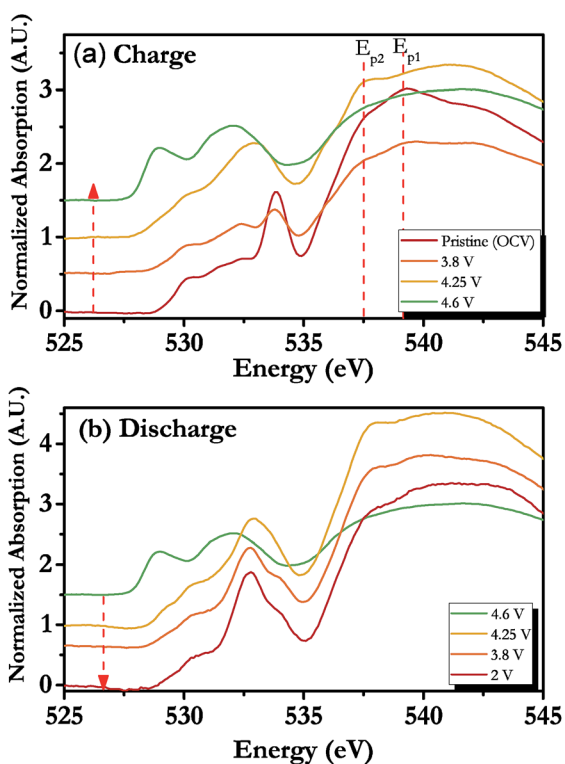 (a) Charge
E_p2 E_p1
Normalized Absorption (A.U.)
3
2
1
0
Pristine (OCV)
3.8 V
4.25 V
4.6 V
525 530 535 540 545
Energy (eV)
(b) Discharge
Normalized Absorption (A.U.)
4
3
2
1
0
4.6 V
4.25 V
3.8 V
2 V
525 530 535 540 545
Energy (eV)